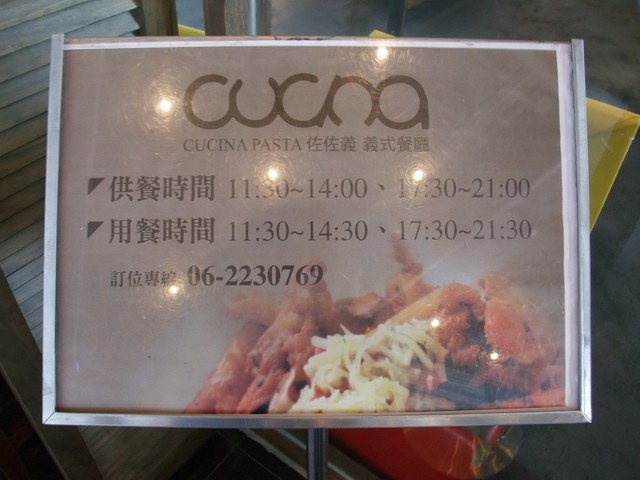 cucina
CUCINA PASTA 佐佐義 義式餐廳
供餐時間 11:30~14:00、17:30~21:00
用餐時間 11:30~14:30、17:30~21:30
訂位專線 06-2230769